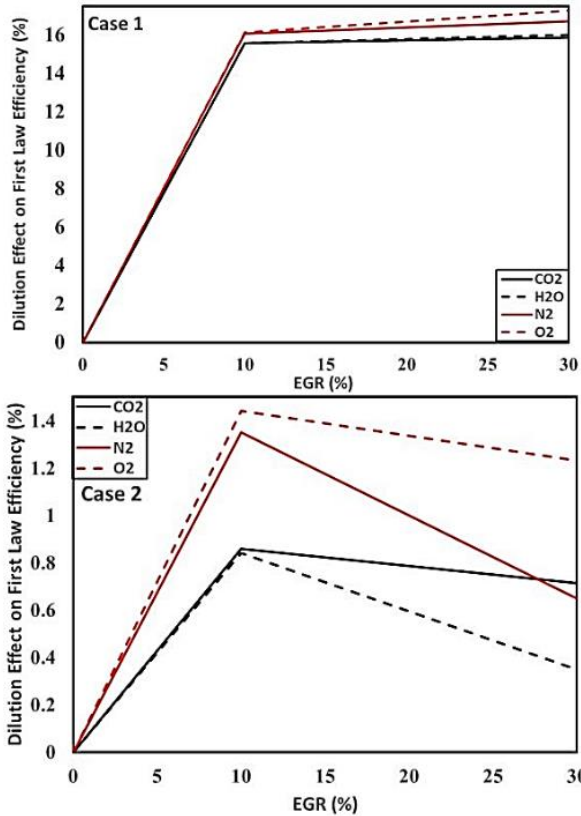 Case 1
Dilution Effect on First Law Efficiency (%)
16
14
12
10
8
6
4
2
0
CO2
H2O
N2
O2
0 5 10 15 20 25 30
EGR (%)
Case 2
Dilution Effect on First Law Efficiency (%)
1.4
1.2
1
0.8
0.6
0.4
0.2
0
CO2
H2O
N2
O2
0 5 10 15 20 25 30
EGR (%)